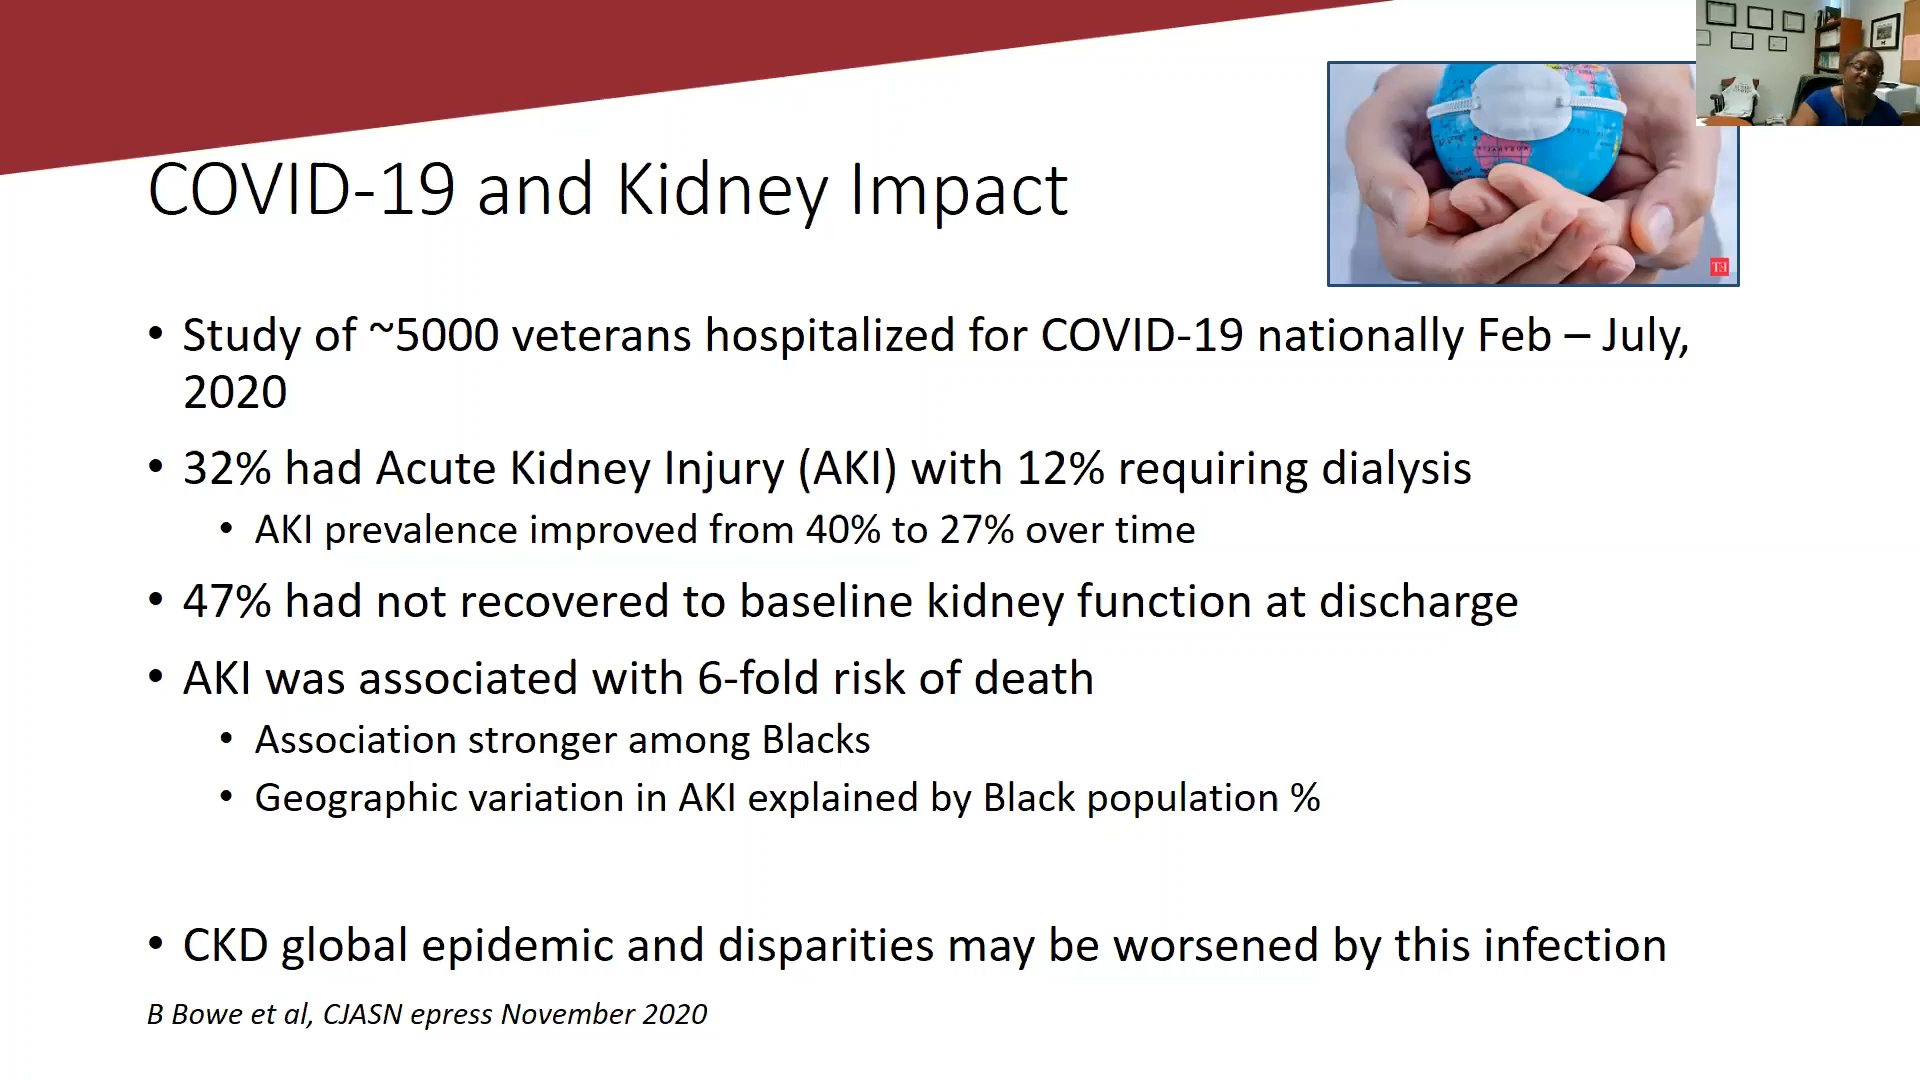 COVID-19 and Kidney Impact
TH
• Study of ~5000 veterans hospitalized for COVID-19 nationally Feb – July,
2020
• 32% had Acute Kidney Injury (AKI) with 12% requiring dialysis
• AKI prevalence improved from 40% to 27% over time
• 47% had not recovered to baseline kidney function at discharge
• AKI was associated with 6-fold risk of death
• Association stronger among Blacks
• Geographic variation in AKI explained by Black population %
• CKD global epidemic and disparities may be worsened by this infection
B Bowe et al, CJASN epress November 2020